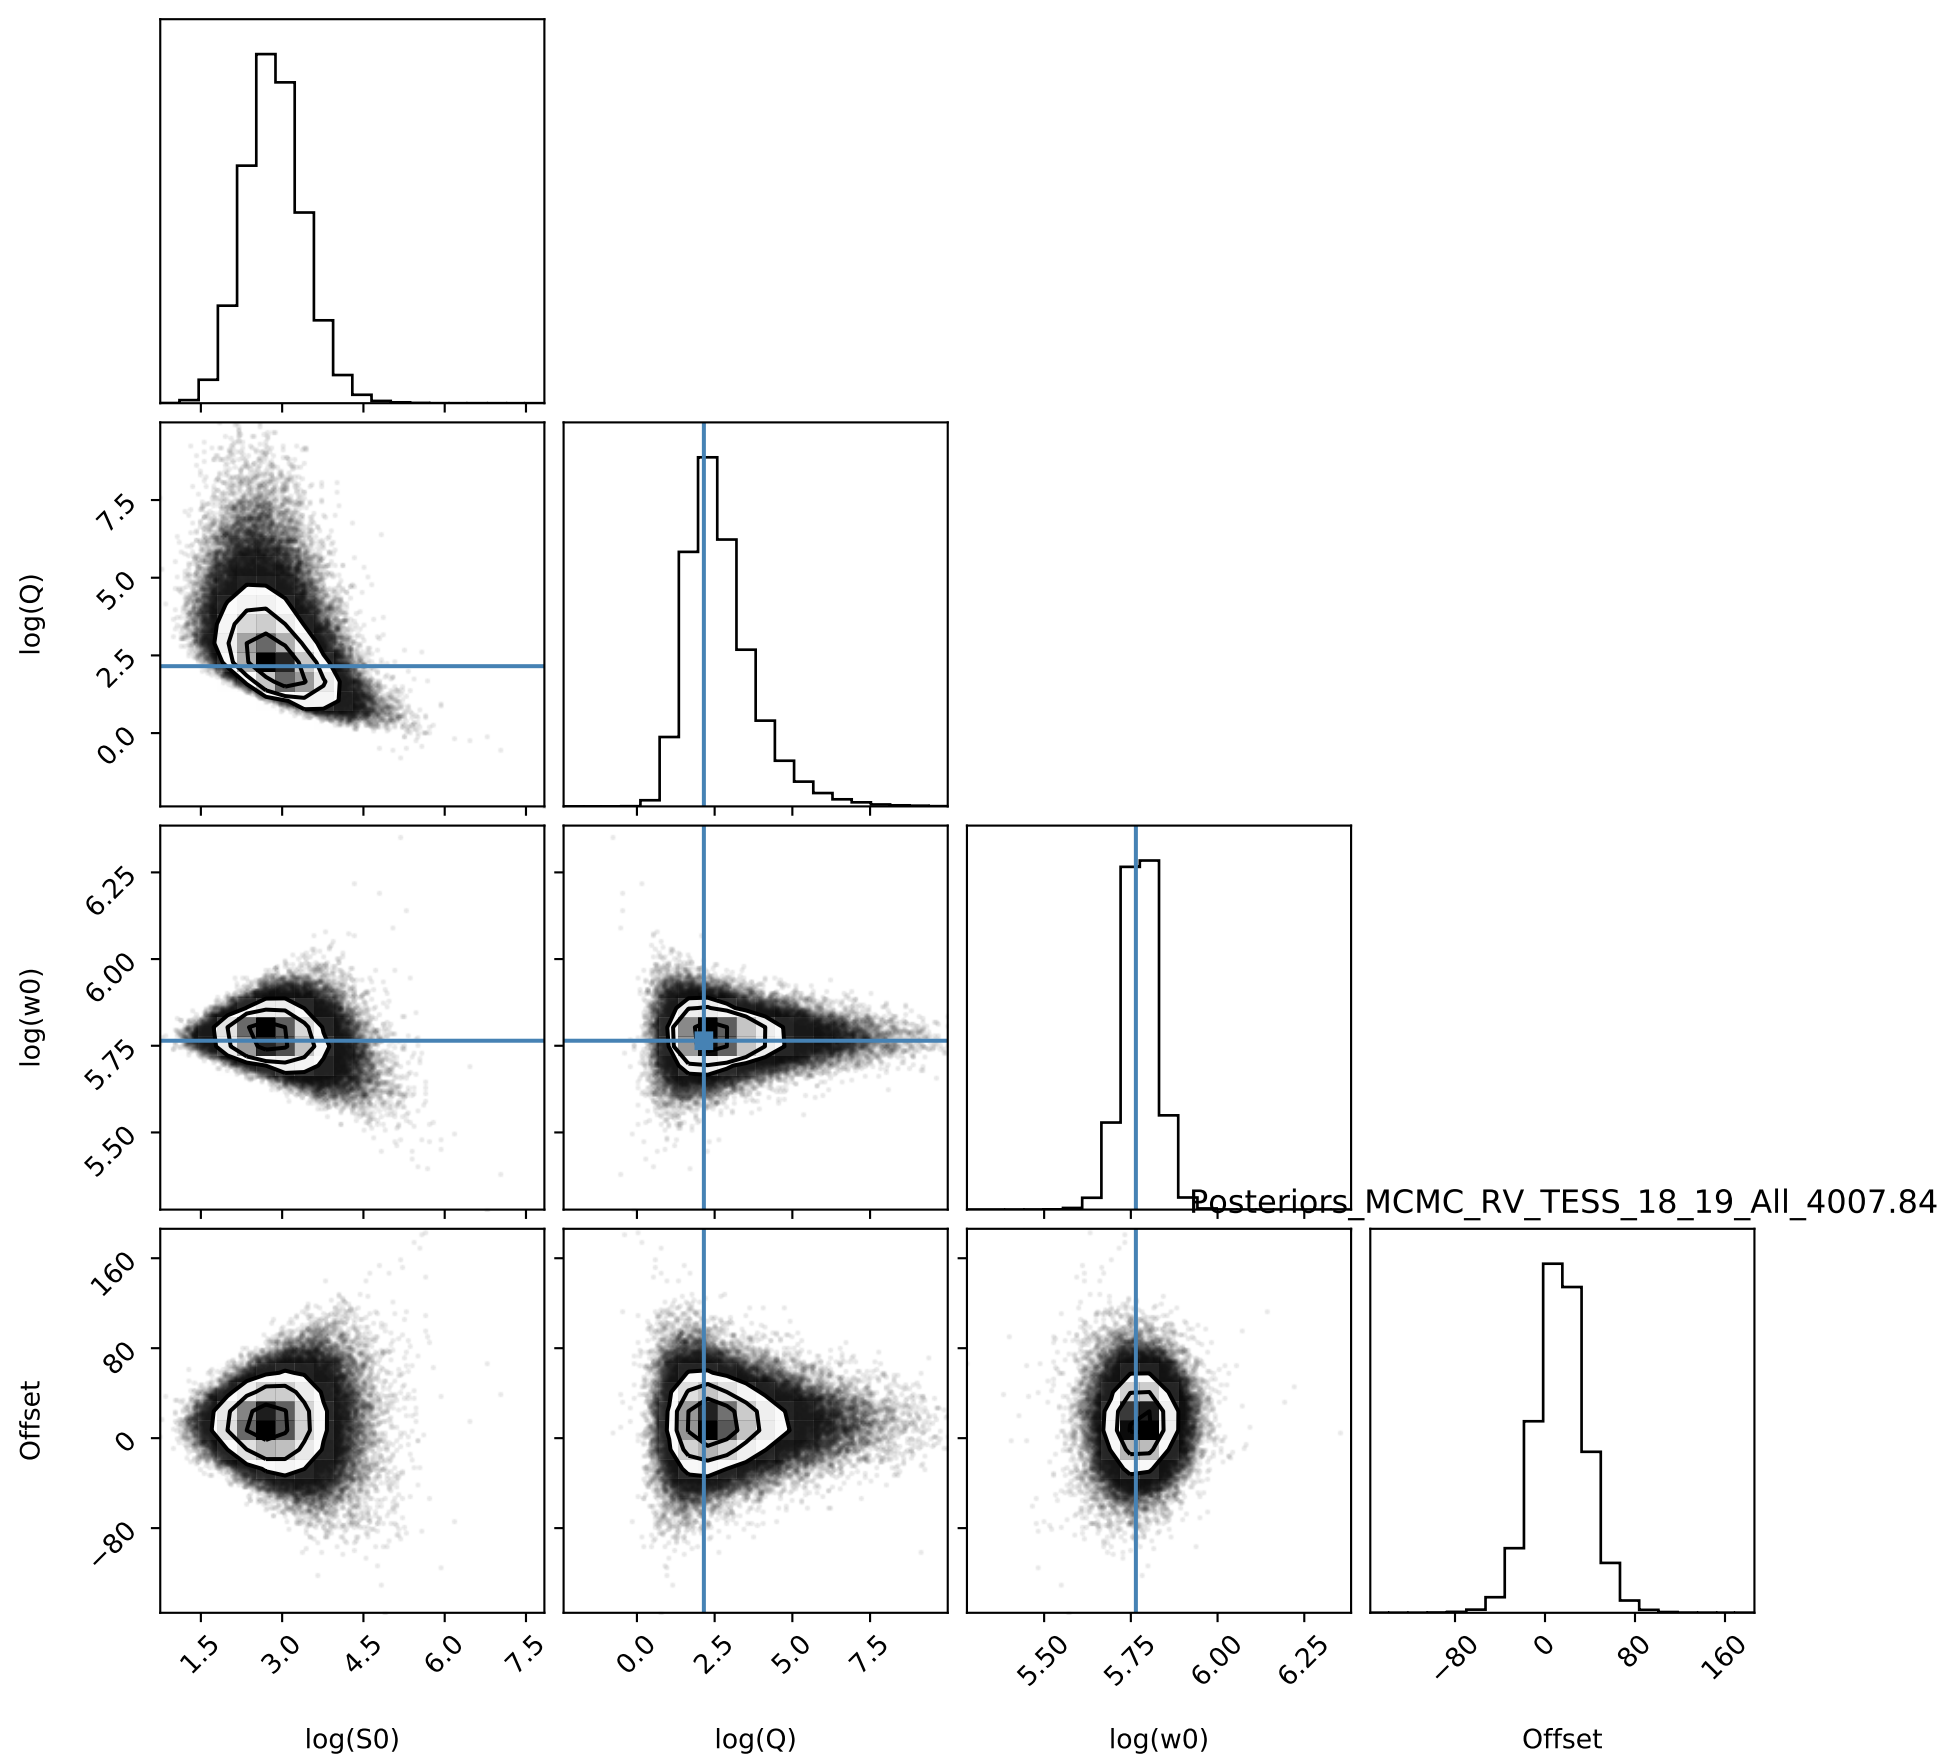 log(Q)
7.5
5.0
2.5
0.0
log(w0)
6.25
6.00
5.75
5.50
Posteriors_MCMC_RV_TESS_18_19_All_4007.84
Offset
160
80
0
−80
1.5 3.0 4.5 6.0 7.5 0.0 2.5 5.0 7.5 5.50 5.75 6.00 6.25 −80 0 80 160
log(S0) log(Q) log(w0) Offset